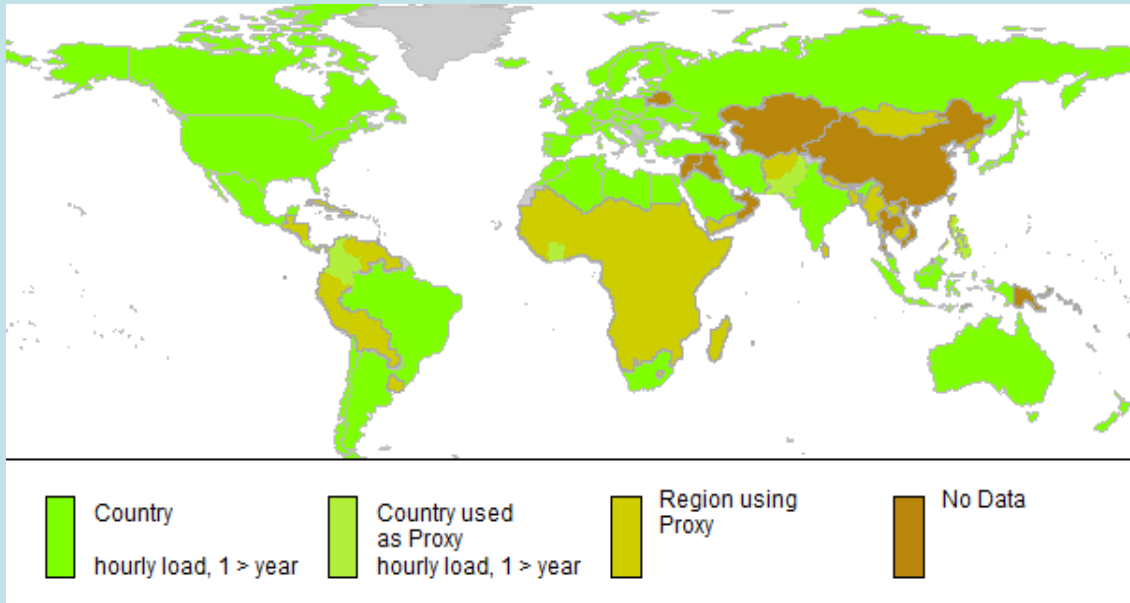 Country
hourly load, 1 > year
Country used
as Proxy
hourly load, 1 > year
Region using
Proxy
No Data